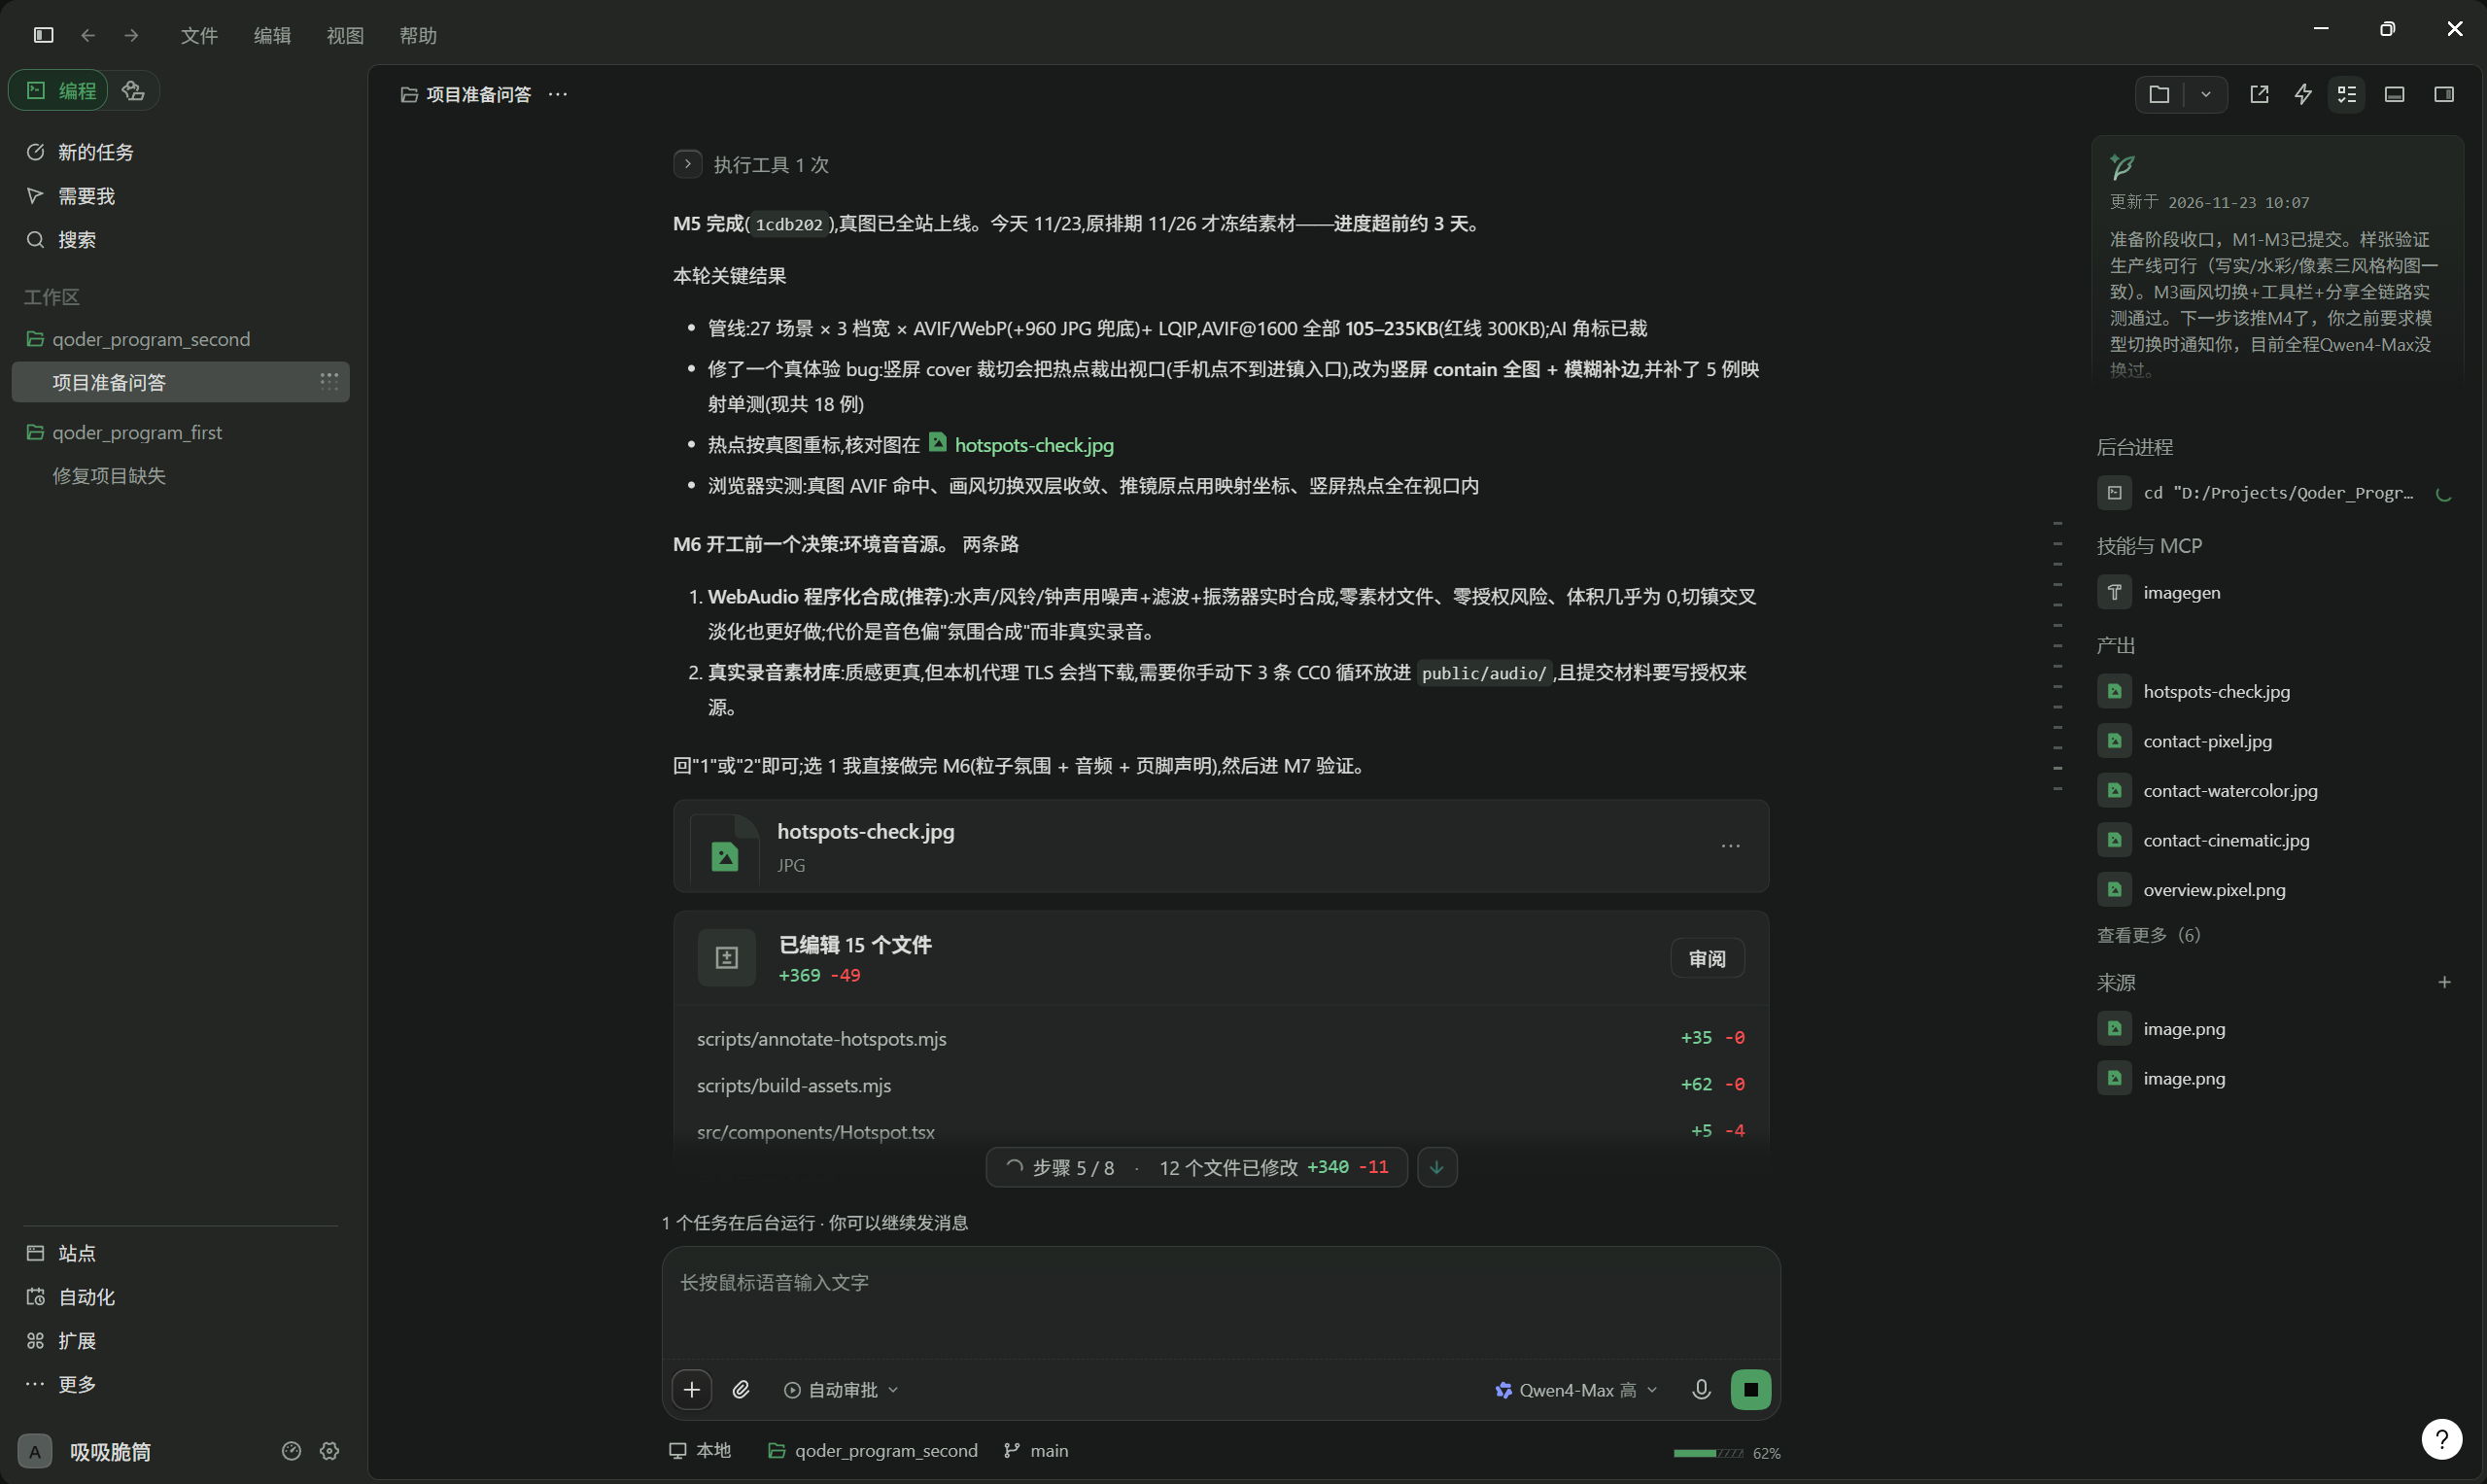 文件 编辑 视图 帮助
编程
新的任务
需要我
搜索
工作区
qoder_program_second
项目准备问答
qoder_program_first
修复项目缺失
站点
自动化
扩展
更多
A 吸吸脆筒
项目准备问答 ···
执行工具 1 次
M5 完成( 1cdb202 ),真图已全站上线。今天 11/23,原排期 11/26 才冻结素材——进度超前约 3 天。
本轮关键结果
• 管线:27 场景 × 3 档宽 × AVIF/WebP(+960 JPG 兜底)+ LQIP,AVIF@1600 全部 105–235KB(红线 300KB);AI 角标已裁
• 修了一个真体验 bug:竖屏 cover 裁切会把热点裁出视口(手机点不到进镇入口),改为竖屏 contain 全图 + 模糊补边,并补了 5 例映
射单测(现共 18 例)
• 热点按真图重标,核对图在 hotspots-check.jpg
• 浏览器实测:真图 AVIF 命中、画风切换双层收敛、推镜原点用映射坐标、竖屏热点全在视口内
M6 开工前一个决策:环境音音源。 两条路
1. WebAudio 程序化合成(推荐):水声/风铃/钟声用噪声+滤波+振荡器实时合成,零素材文件、零授权风险、体积几乎为 0,切镇交叉
淡化也更好做;代价是音色偏"氛围合成"而非真实录音。
2. 真实录音素材库:质感更真,但本机代理 TLS 会挡下载,需要你手动下 3 条 CC0 循环放进 public/audio/ ,且提交材料要写授权来
源。
回"1"或"2"即可;选 1 我直接做完 M6(粒子氛围 + 音频 + 页脚声明),然后进 M7 验证。
hotspots-check.jpg
JPG
已编辑 15 个文件
+369 -49
审阅
scripts/annotate-hotspots.mjs +35 -0
scripts/build-assets.mjs +62 -0
src/components/Hotspot.tsx +5 -4
步骤 5 / 8 · 12 个文件已修改 +340 -11
1 个任务在后台运行 · 你可以继续发消息
长按鼠标语音输入文字
自动审批 Qwen4-Max 高
本地 qoder_program_second main 62%
更新于 2026-11-23 10:07
准备阶段收口，M1-M3已提交。样张验证
生产线可行（写实/水彩/像素三风格构图一
致）。M3画风切换+工具栏+分享全链路实
测通过。下一步该推M4了，你之前要求模
型切换时通知你，目前全程Qwen4-Max没
换过。
后台进程
cd "D:/Projects/Qoder_Progr…
技能与 MCP
imagegen
产出
hotspots-check.jpg
contact-pixel.jpg
contact-watercolor.jpg
contact-cinematic.jpg
overview.pixel.png
查看更多（6）
来源 +
image.png
image.png
?